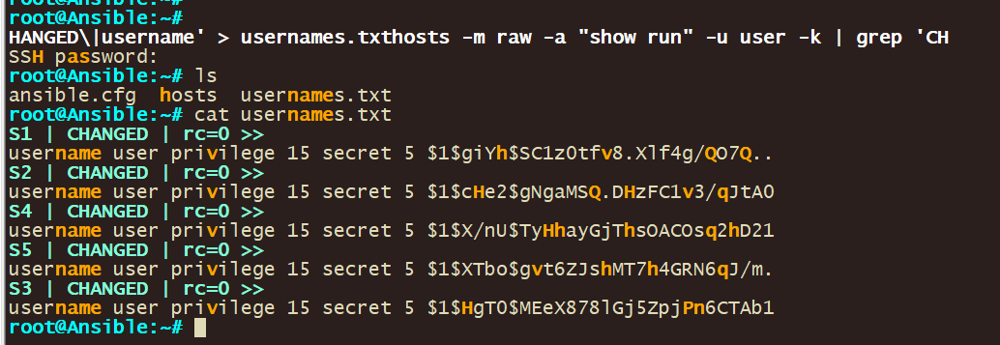 root@Ansible:~#
root@Ansible:~#
HANGED\|username' > usernames.txthosts -m raw -a "show run" -u user -k | grep 'CH
SSH password:
root@Ansible:~# ls
ansible.cfg  hosts  usernames.txt
root@Ansible:~# cat usernames.txt
S1 | CHANGED | rc=0 >>
username user privilege 15 secret 5 $1$giYh$SC1z0tfv8.Xlf4g/QO7Q..
S2 | CHANGED | rc=0 >>
username user privilege 15 secret 5 $1$cHe2$gNgaMSQ.DHzFC1v3/qJtA0
S4 | CHANGED | rc=0 >>
username user privilege 15 secret 5 $1$X/nU$TyHhayGjThsOACOsq2hD21
S5 | CHANGED | rc=0 >>
username user privilege 15 secret 5 $1$XTbo$gvt6ZJshMT7h4GRN6qJ/m.
S3 | CHANGED | rc=0 >>
username user privilege 15 secret 5 $1$HgT0$MEeX878lGj5ZpjPn6CTAb1
root@Ansible:~#